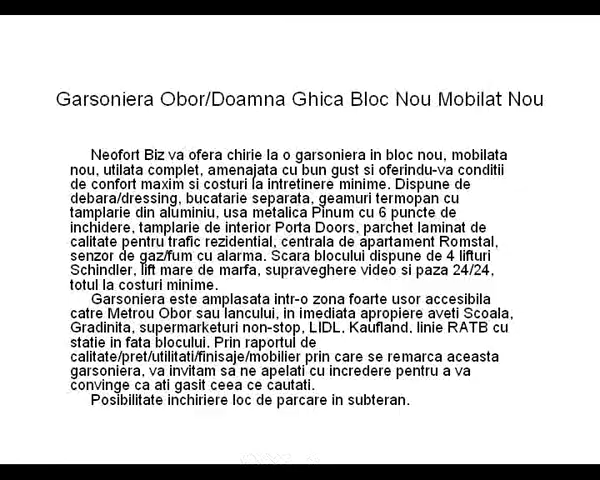 Garsoniera Obor/Doamna Ghica Bloc Nou Mobilat Nou
Neofort Biz va ofera chirie la o garsoniera in bloc nou, mobilata
nou, utilata complet, amenajata cu bun gust si oferindu-va conditii
de confort maxim si costuri la intretinere minime. Dispune de
debara/dressing, bucatarie separata, geamuri termopan cu
tamplarie din aluminiu, usa metalica Pinum cu 6 puncte de
inchidere, tamplarie de interior Porta Doors, parchet laminat de
calitate pentru trafic rezidential, centrala de apartament Romstal,
senzor de gaz/fum cu alarma. Scara blocului dispune de 4 lifturi
Schindler, lift mare de marfa, supraveghere video si paza 24/24,
totul la costuri minime.
Garsoniera este amplasata intr-o zona foarte usor accesibila
catre Metrou Obor sau Iancului, in imediata apropiere aveti Scoala,
Gradinita, supermarketuri non-stop, LIDL, Kaufland, linie RATB cu
statie in fata blocului. Prin raportul de
calitate/pret/utilitati/finisaje/mobilier prin care se remarca aceasta
garsoniera, va invitam sa ne apelati cu incredere pentru a va
convinge ca ati gasit ceea ce cautati.
Posibilitate inchiriere loc de parcare in subteran.